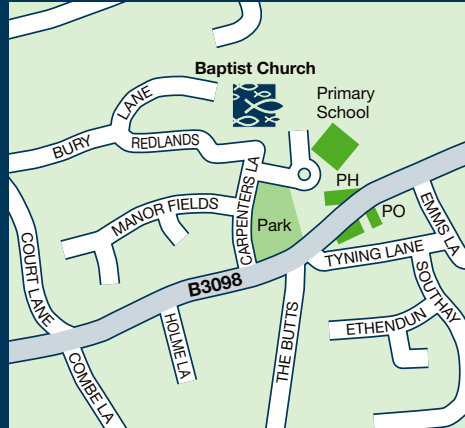 Baptist Church
Primary
School
LANE
BURY
REDLANDS
CARPENTERS LA
PH
MANOR FIELDS
Park
PO
EMMS LA
COURT LANE
TYNING LANE
B3098
SOUTHAY
HOLME LA
THE BUTTS
ETHENDUN
COMBE LA